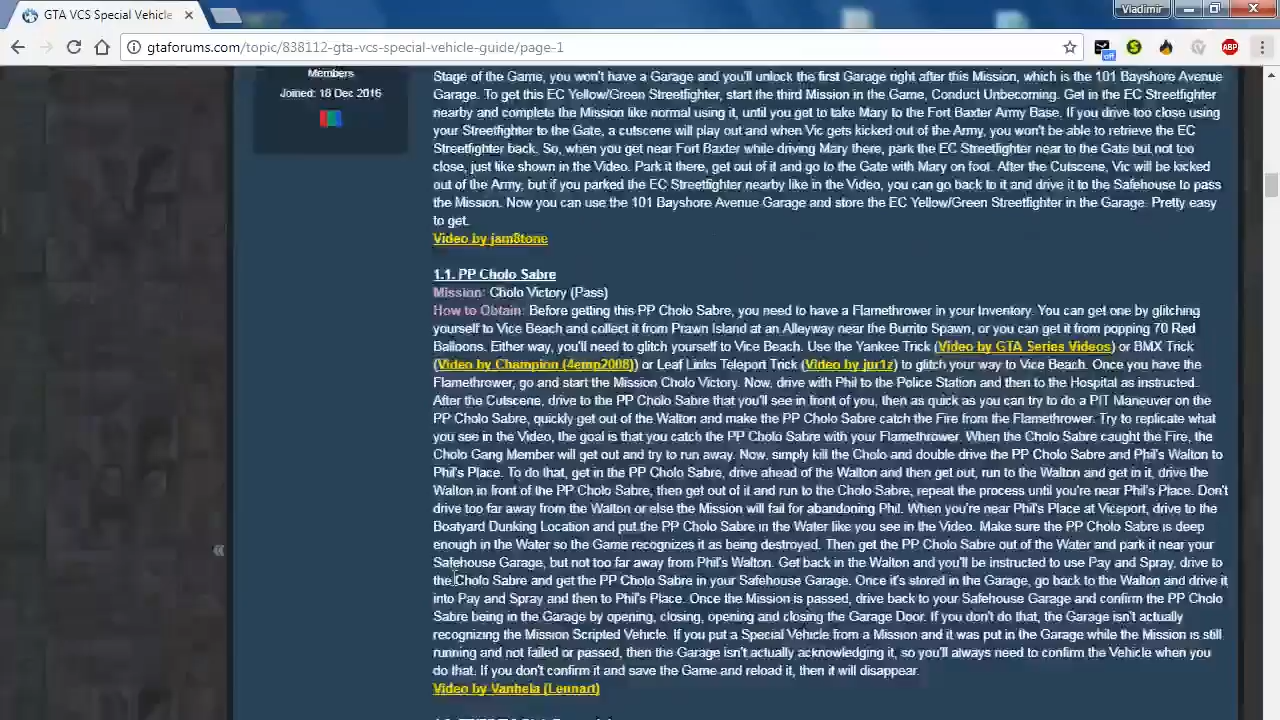 GTA VCS Special Vehicle
Vladimir
gtaforums.com/topic/838112-gta-vcs-special-vehicle-guide/page-1
off
S
ABP
Members
Joined: 18 Dec 2016
Stage of the Game, you won't have a Garage and you'll unlock the first Garage right after this Mission, which is the 101 Bayshore Avenue
Garage. To get this EC Yellow/Green Streetfighter, start the third Mission in the Game, Conduct Unbecoming. Get in the EC Streetfighter
nearby and complete the Mission like normal using it, until you get to take Mary to the Fort Baxter Army Base. If you drive too close using
your Streetfighter to the Gate, a cutscene will play out and when Vic gets kicked out of the Army, you won't be able to retrieve the EC
Streetfighter back. So, when you get near Fort Baxter while driving Mary there, park the EC Streetfighter near to the Gate but not too
close, just like shown in the Video. Park it there, get out of it and go to the Gate with Mary on foot. After the Cutscene, Vic will be kicked
out of the Army, but if you parked the EC Streetfighter nearby like in the Video, you can go back to it and drive it to the Safehouse to pass
the Mission. Now you can use the 101 Bayshore Avenue Garage and store the EC Yellow/Green Streetfighter in the Garage. Pretty easy
to get.
Video by jam8tone
1.1. PP Cholo Sabre
Mission: Cholo Victory (Pass)
How to Obtain: Before getting this PP Cholo Sabre, you need to have a Flamethrower in your Inventory. You can get one by glitching
yourself to Vice Beach and collect it from Prawn Island at an Alleyway near the Burrito Spawn, or you can get it from popping 70 Red
Balloons. Either way, you'll need to glitch yourself to Vice Beach. Use the Yankee Trick (Video by GTA Series Videos) or BMX Trick
(Video by Champion (4emp2008)) or Leaf Links Teleport Trick (Video by jur1z) to glitch your way to Vice Beach. Once you have the
Flamethrower, go and start the Mission Cholo Victory. Now, drive with Phil to the Police Station and then to the Hospital as instructed.
After the Cutscene, drive to the PP Cholo Sabre that you'll see in front of you, then as quick as you can try to do a PIT Maneuver on the
PP Cholo Sabre, quickly get out of the Walton and make the PP Cholo Sabre catch the Fire from the Flamethrower. Try to replicate what
you see in the Video, the goal is that you catch the PP Cholo Sabre with your Flamethrower. When the Cholo Sabre caught the Fire, the
Cholo Gang Member will get out and try to run away. Now, simply kill the Cholo and double drive the PP Cholo Sabre and Phil's Walton to
Phil's Place. To do that, get in the PP Cholo Sabre, drive ahead of the Walton and then get out, run to the Walton and get in it, drive the
Walton in front of the PP Cholo Sabre, then get out of it and run to the Cholo Sabre, repeat the process until you're near Phil's Place. Don't
drive too far away from the Walton or else the Mission will fail for abandoning Phil. When you're near Phil's Place at Viceport, drive to the
Boatyard Dunking Location and put the PP Cholo Sabre in the Water like you see in the Video. Make sure the PP Cholo Sabre is deep
enough in the Water so the Game recognizes it as being destroyed. Then get the PP Cholo Sabre out of the Water and park it near your
Safehouse Garage, but not too far away from Phil's Walton. Get back in the Walton and you'll be instructed to use Pay and Spray, drive to
the Cholo Sabre and get the PP Cholo Sabre in your Safehouse Garage. Once it's stored in the Garage, go back to the Walton and drive it
into Pay and Spray and then to Phil's Place. Once the Mission is passed, drive back to your Safehouse Garage and confirm the PP Cholo
Sabre being in the Garage by opening, closing, opening and closing the Garage Door. If you don't do that, the Garage isn't actually
recognizing the Mission Scripted Vehicle. If you put a Special Vehicle from a Mission and it was put in the Garage while the Mission is still
running and not failed or passed, then the Garage isn't actually acknowledging it, so you'll always need to confirm the Vehicle when you
do that. If you don't confirm it and save the Game and reload it, then it will disappear.
Video by Vanhela (Lennart)